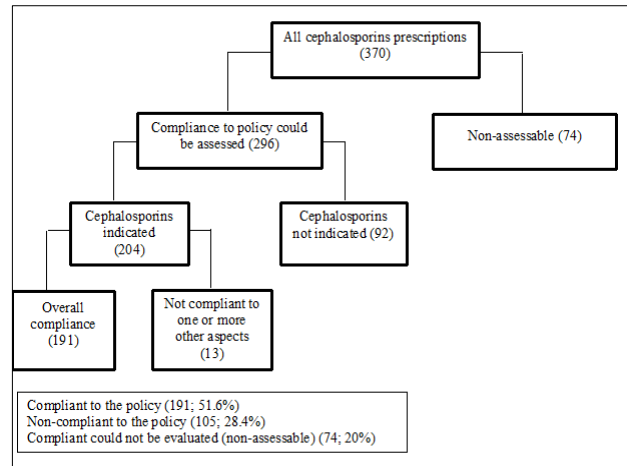 All cephalosporins prescriptions
(370)
Compliance to policy could
be assessed (296)
Non-assessable (74)
Cephalosporins
indicated
(204)
Cephalosporins
not indicated (92)
Overall
compliance
(191)
Not compliant to
one or more
other aspects
(13)
Compliant to the policy (191; 51.6%)
Non-compliant to the policy (105; 28.4%)
Compliant could not be evaluated (non-assessable) (74; 20%)